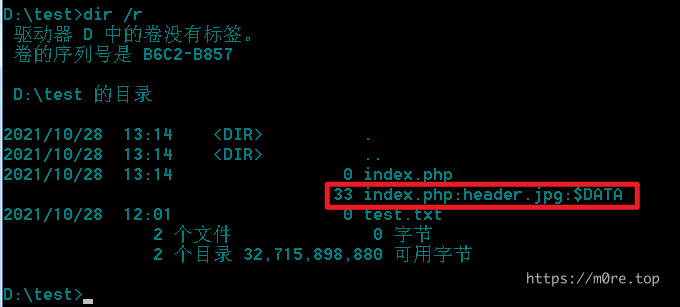 D:\test>dir /r
驱动器 D 中的卷没有标签。
卷的序列号是 B6C2-B857
D:\test 的目录
2021/10/28  13:14    <DIR>          .
2021/10/28  13:14    <DIR>          ..
2021/10/28  13:14                 0 index.php
                                 33 index.php:header.jpg:$DATA
2021/10/28  12:01                 0 test.txt
               2 个文件              0 字节
               2 个目录 32,715,898,880 可用字节
https://m0re.top
D:\test>